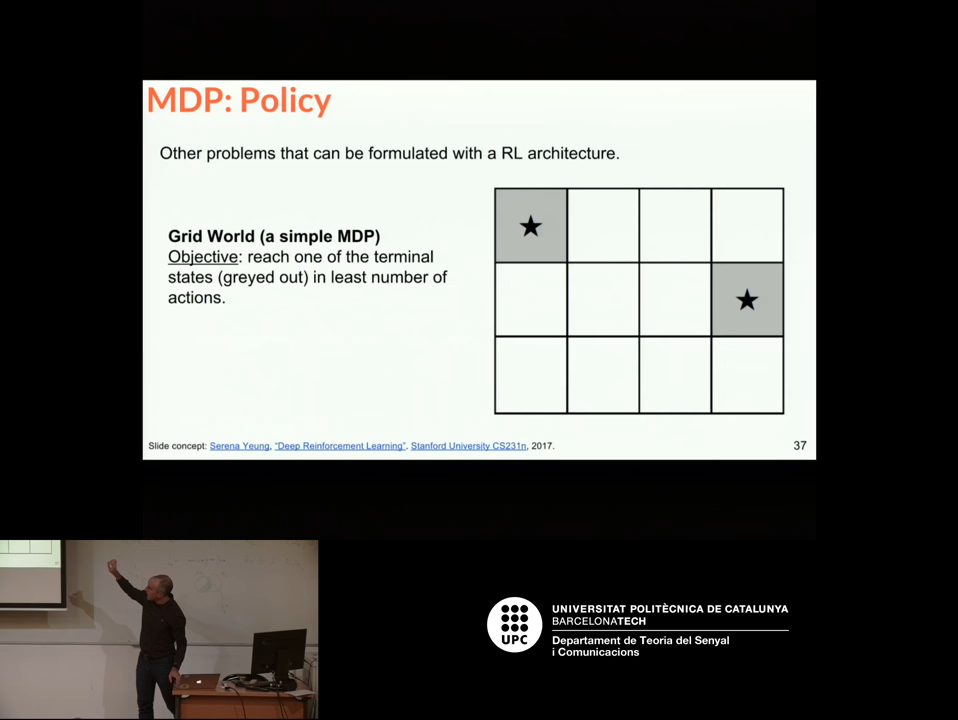 MDP: Policy
Other problems that can be formulated with a RL architecture.
Grid World (a simple MDP)
Objective: reach one of the terminal
states (greyed out) in least number of
actions.
Slide concept: Serena Yeung, “Deep Reinforcement Learning”. Stanford University CS231n, 2017.
37
UPC
UNIVERSITAT POLITÈCNICA DE CATALUNYA
BARCELONATECH
Departament de Teoria del Senyal
i Comunicacions